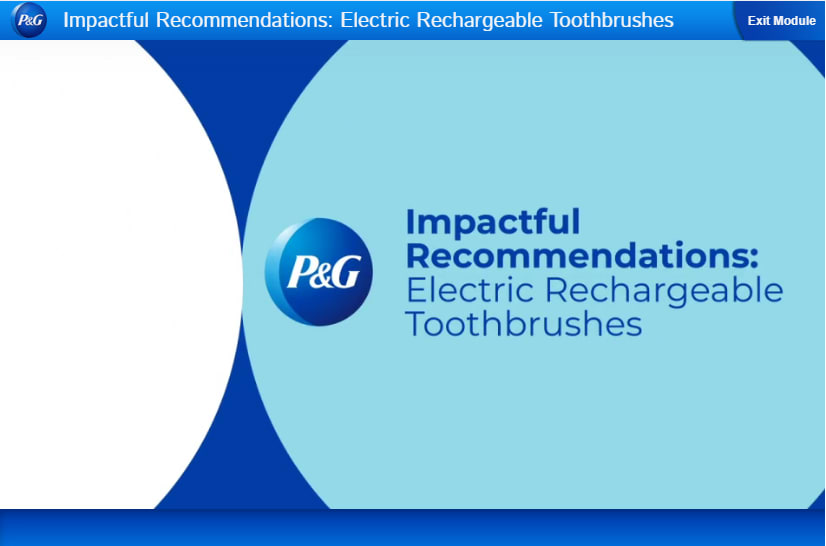 P&G
Impactful Recommendations: Electric Rechargeable Toothbrushes
Exit Module
P&G
Impactful
Recommendations:
Electric Rechargeable
Toothbrushes